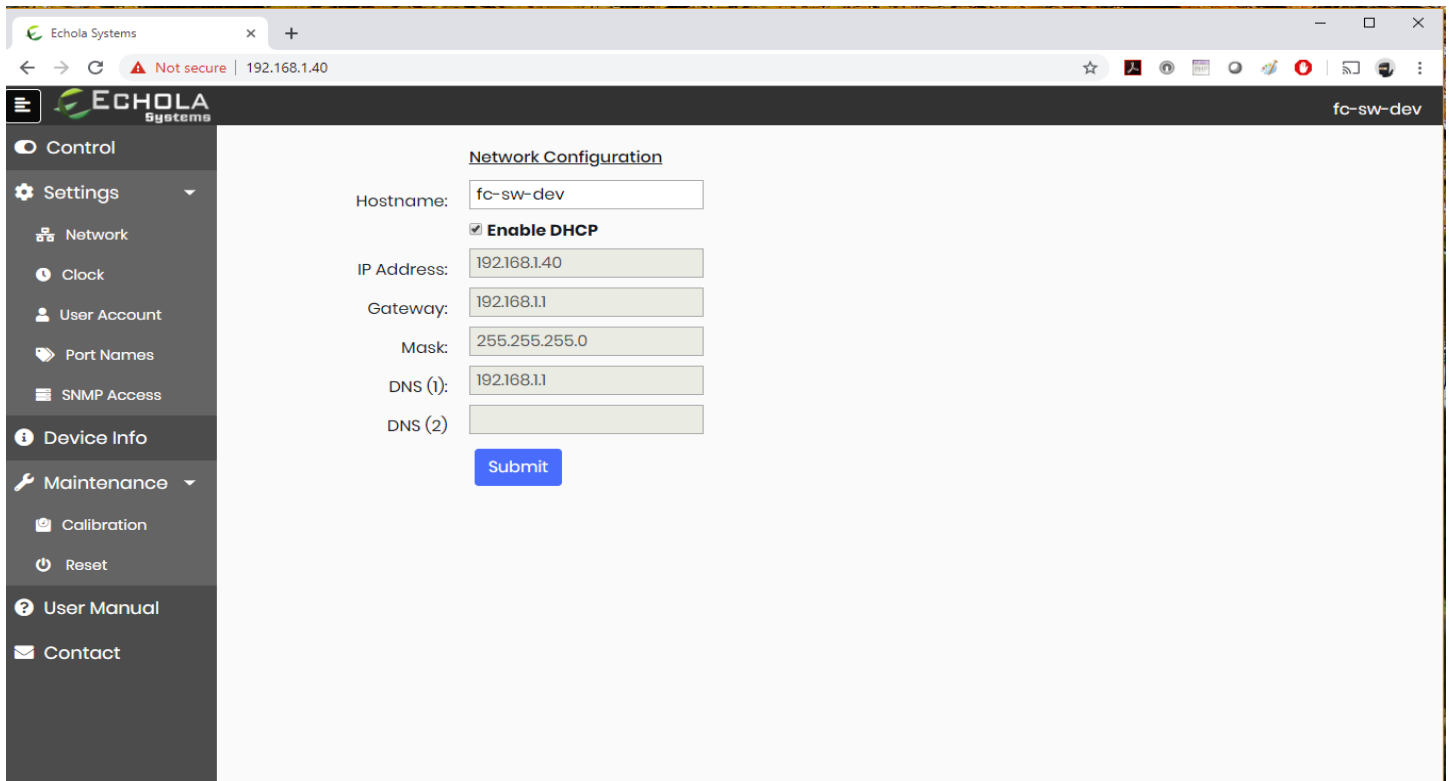 Echola Systems
Not secure | 192.168.1.40
ECHOLA
Systems
fc-sw-dev
Control
Settings
Network
Clock
User Account
Port Names
SNMP Access
Device Info
Maintenance
Calibration
Reset
User Manual
Contact
Network Configuration
Hostname: fc-sw-dev
Enable DHCP
IP Address: 192.168.1.40
Gateway: 192.168.1.1
Mask: 255.255.255.0
DNS (1): 192.168.1.1
DNS (2)
Submit